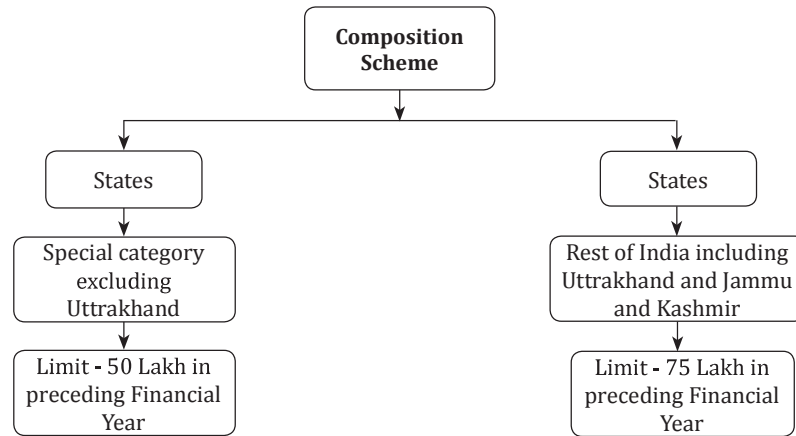 Composition
Scheme
States
States
Special category
excluding
Uttrakhand
Rest of India including
Uttrakhand and Jammu
and Kashmir
Limit - 50 Lakh in
preceding Financial
Year
Limit - 75 Lakh in
preceding Financial
Year